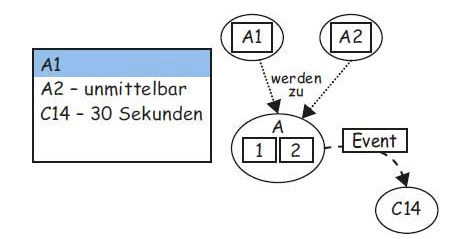 A1
A2 – unmittelbar
C14 – 30 Sekunden
A1
A2
werden
zu
A
1
2
Event
C14